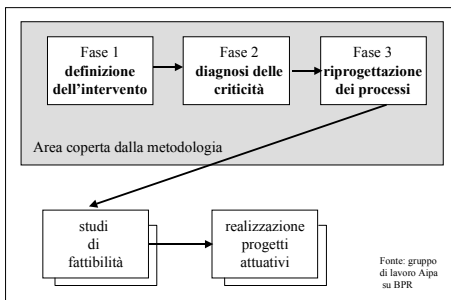 Fase 1
definizione
dell'intervento
Fase 2
diagnosi delle
criticità
Fase 3
riprogettazione
dei processi
Area coperta dalla metodologia
studi
di
fattibilità
realizzazione
progetti
attuativi
Fonte: gruppo
di lavoro Aipa
su BPR